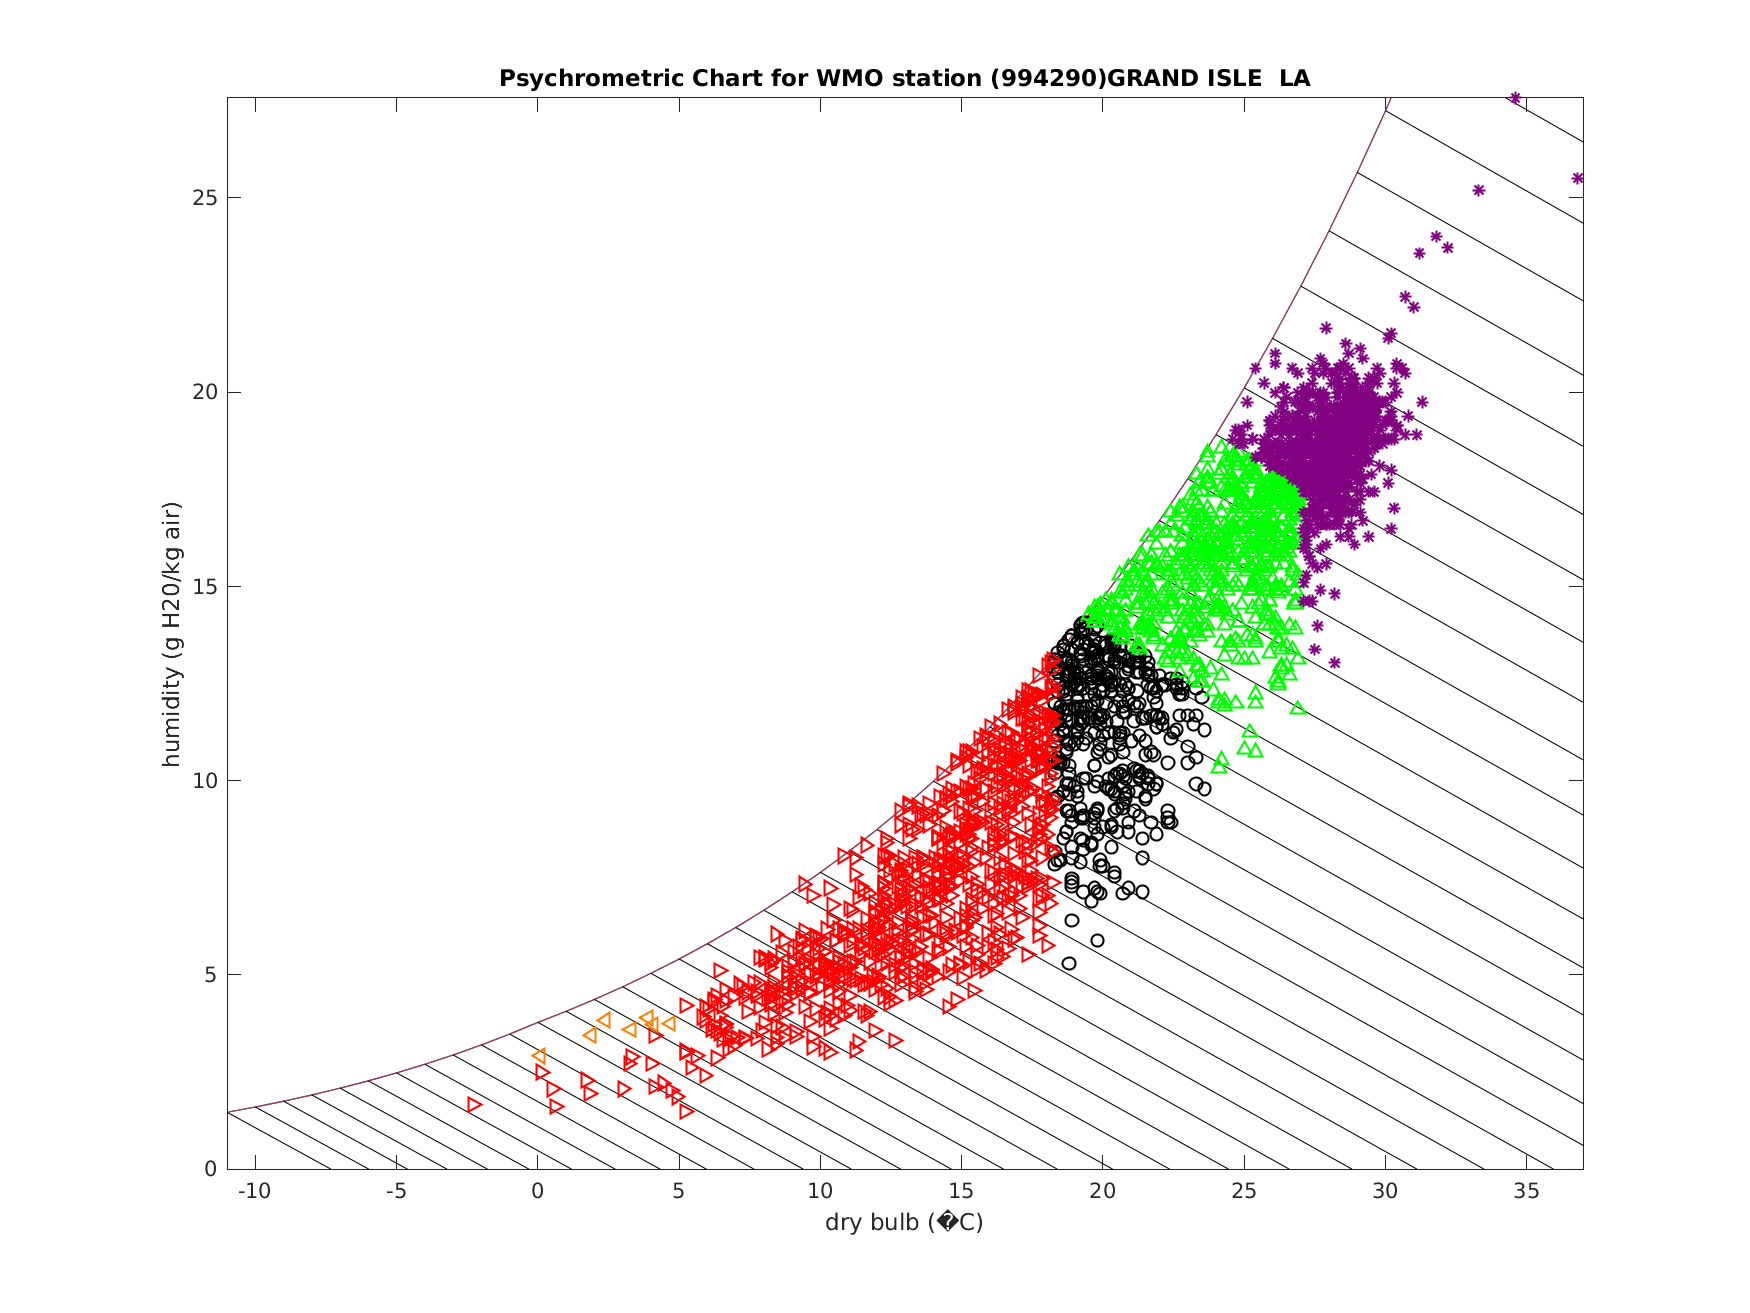 Psychrometric Chart for WMO station (994290)GRAND ISLE  LA
25
20
15
10
5
0
humidity (g H20/kg air)
-10 -5 0 5 10 15 20 25 30 35
dry bulb (�C)